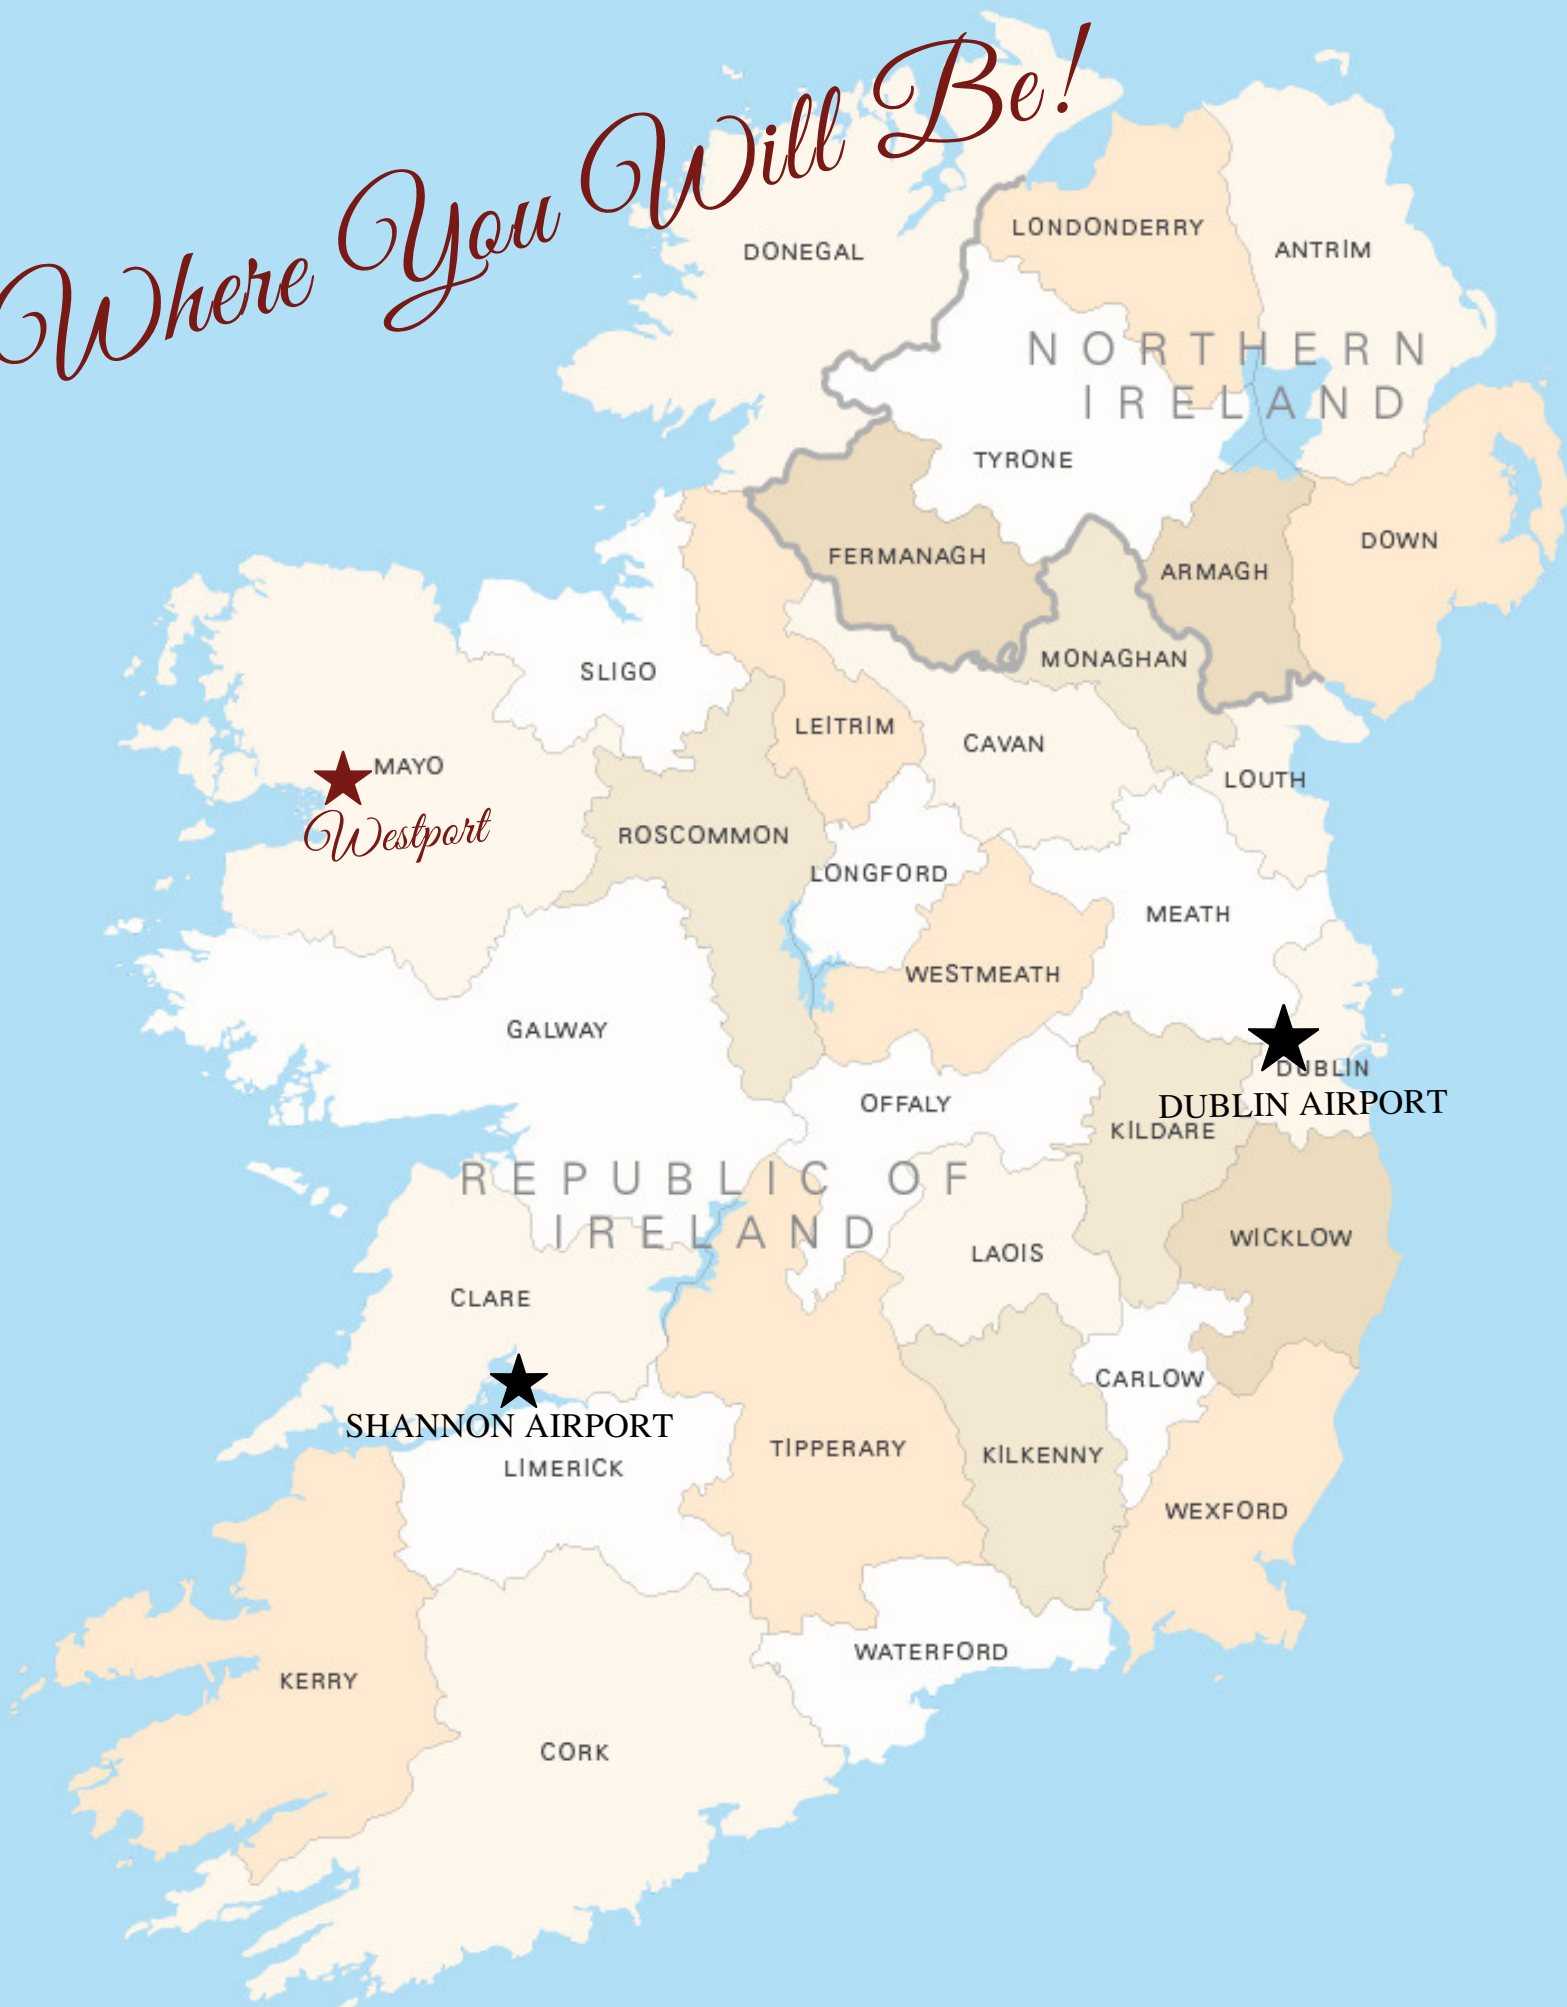 Where You Will Be!
LONDONDERRY
DONEGAL
ANTRIM
NORTHERN
IRELAND
TYRONE
DOWN
FERMANAGH
ARMAGH
MONAGHAN
SLIGO
LEITRIM
CAVAN
MAYO
LOUTH
Westport
ROSCOMMON
LONGFORD
MEATH
WESTMEATH
GALWAY
DUBLIN
OFFALY
DUBLIN AIRPORT
KILDARE
REPUBLIC OF
IRELAND
WICKLOW
LAOIS
CLARE
CARLOW
SHANNON AIRPORT
TIPPERARY
KILKENNY
LIMERICK
WEXFORD
WATERFORD
KERRY
CORK